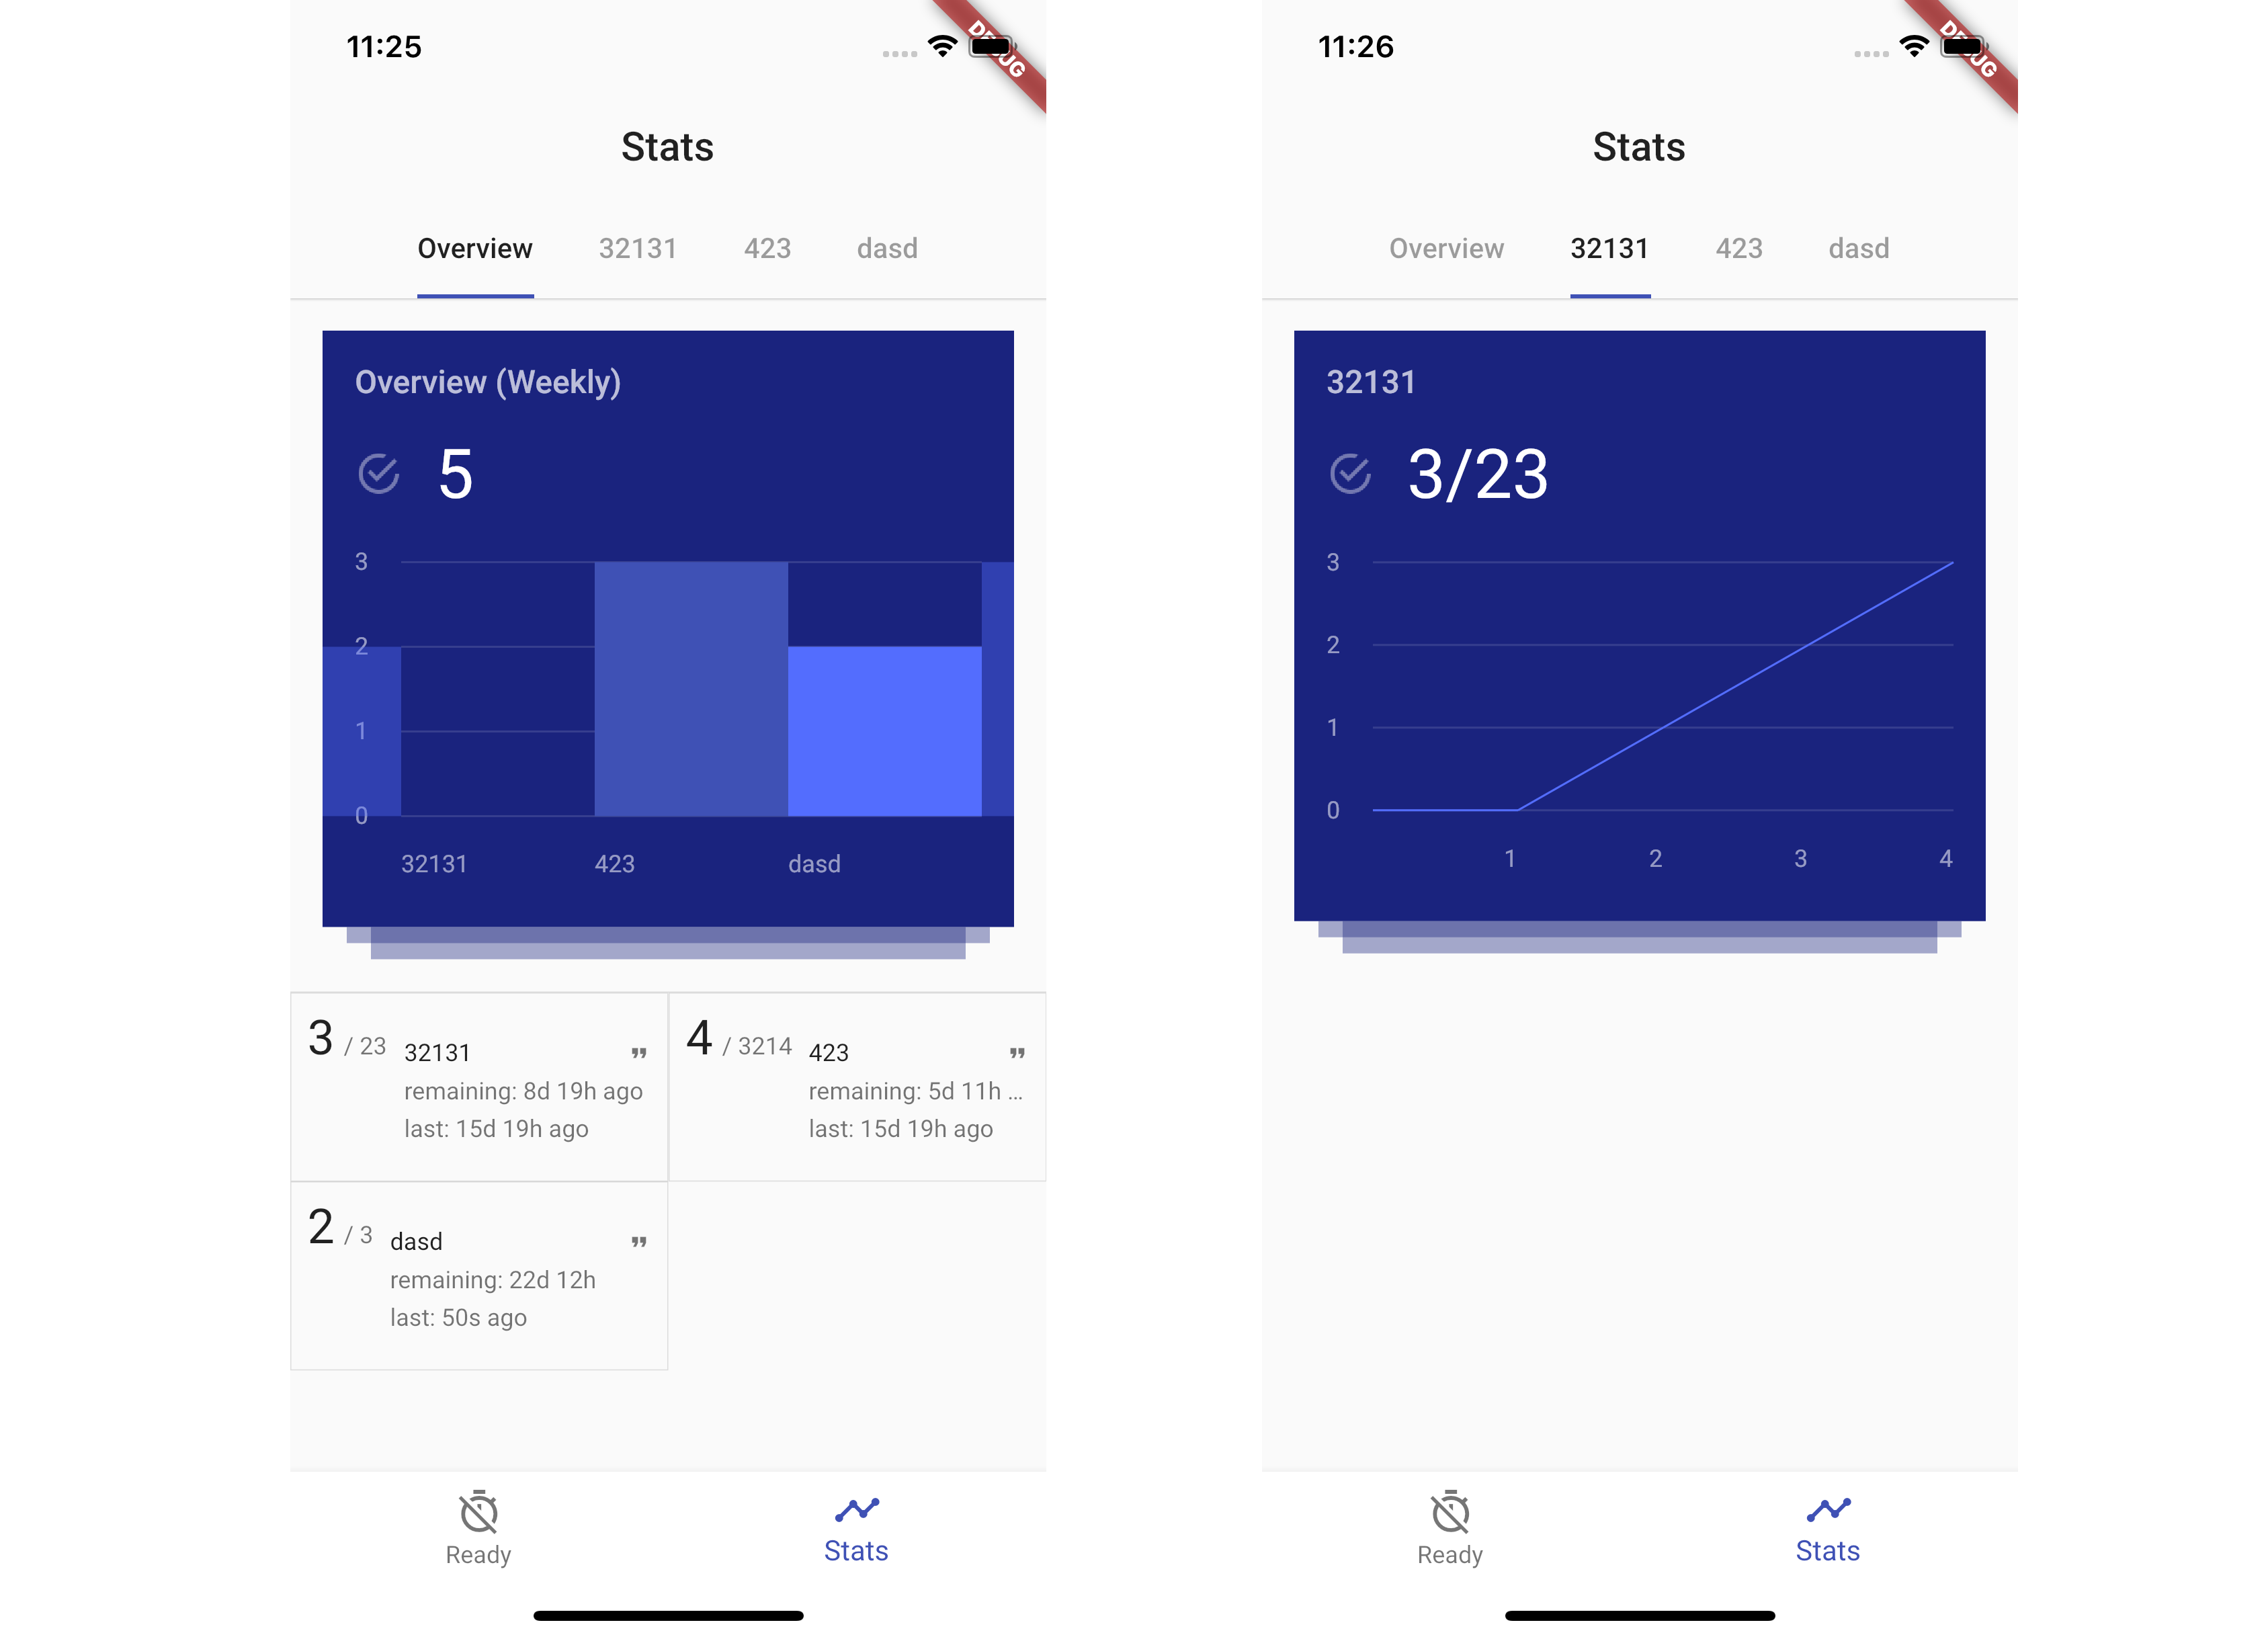 11:25
DEBUG
Stats
Overview 32131 423 dasd
Overview (Weekly)
5
3
2
1
0
32131 423 dasd
3 / 23 32131 ”
remaining: 8d 19h ago
last: 15d 19h ago
4 / 3214 423 ”
remaining: 5d 11h ...
last: 15d 19h ago
2 / 3 dasd ”
remaining: 22d 12h
last: 50s ago
Ready Stats
11:26
DEBUG
Stats
Overview 32131 423 dasd
32131
3/23
3
2
1
0
1 2 3 4
Ready Stats